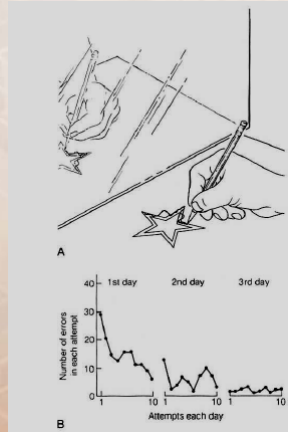 A
40
30
20
10
0
Number of errors
in each attempt
1st day
2nd day
3rd day
1
10
1
10
1
10
Attempts each day
B